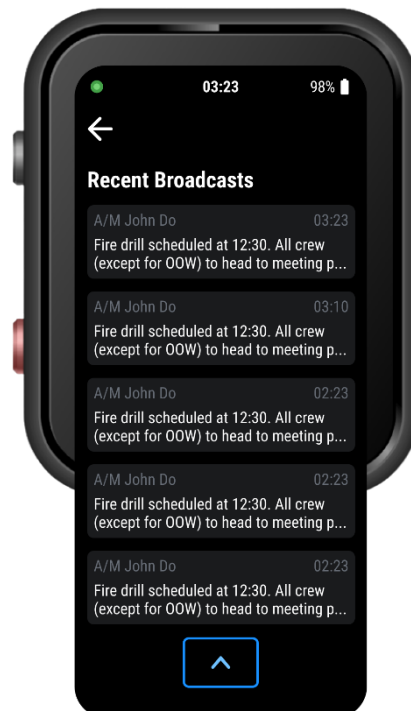 03:23 98%
Recent Broadcasts
A/M John Do 03:23
Fire drill scheduled at 12:30. All crew
(except for OOW) to head to meeting p...
A/M John Do 03:10
Fire drill scheduled at 12:30. All crew
(except for OOW) to head to meeting p...
A/M John Do 02:23
Fire drill scheduled at 12:30. All crew
(except for OOW) to head to meeting p...
A/M John Do 02:23
Fire drill scheduled at 12:30. All crew
(except for OOW) to head to meeting p...
A/M John Do 02:23
Fire drill scheduled at 12:30. All crew
(except for OOW) to head to meeting p...